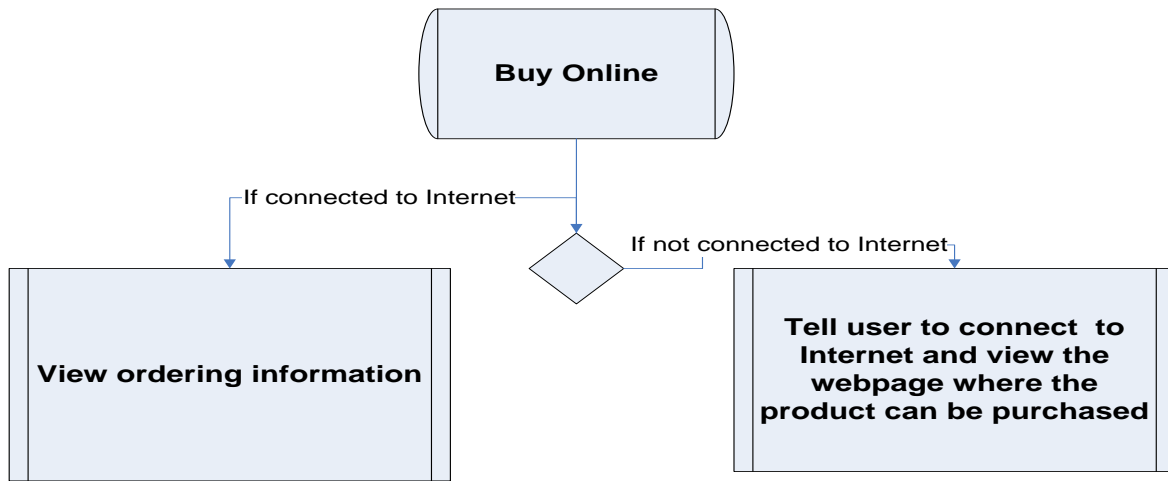 Buy Online
If connected to Internet
If not connected to Internet
View ordering information
Tell user to connect  to
Internet and view the
webpage where the
product can be purchased